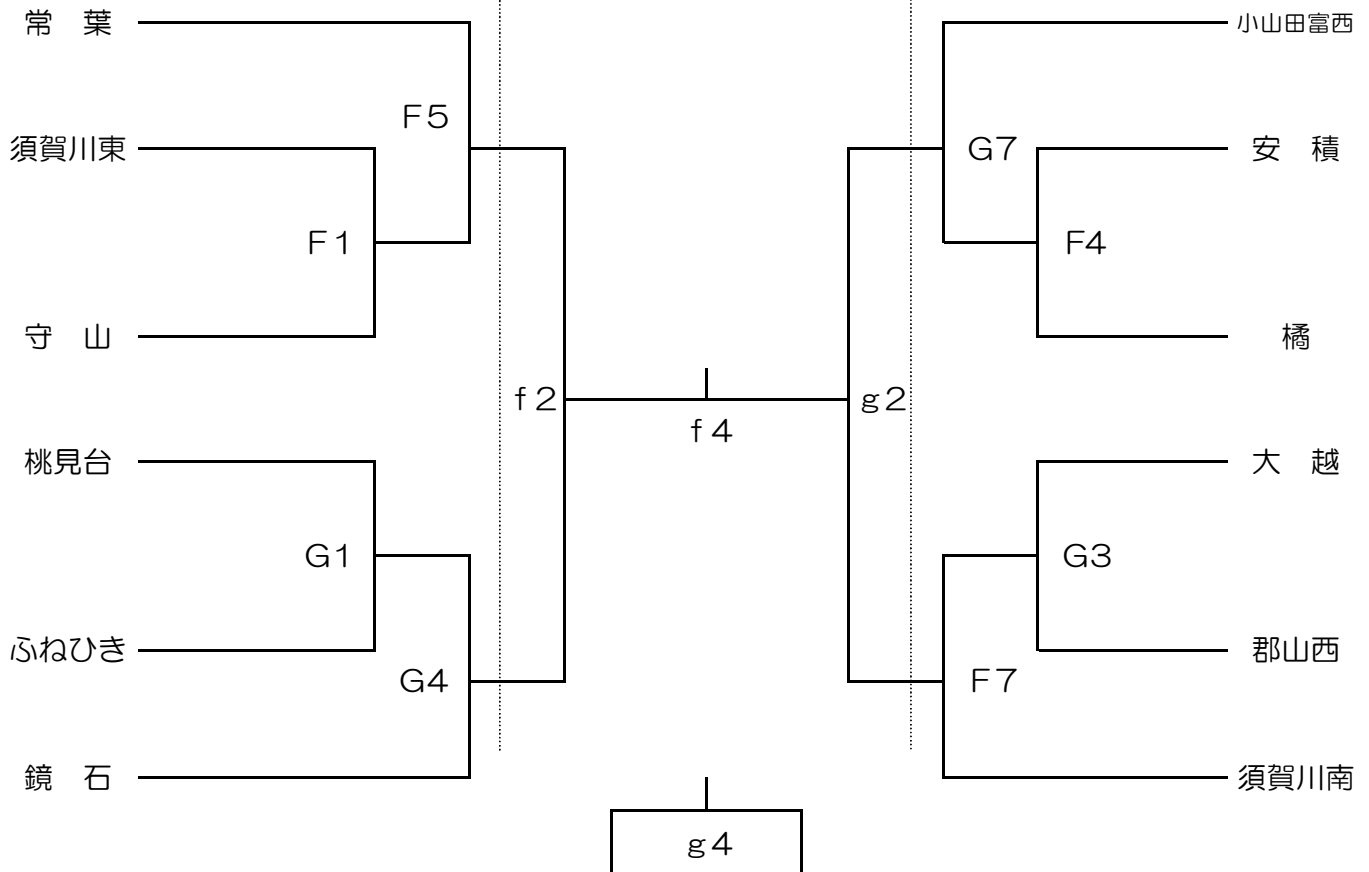 常　葉
小山田富西
Ｆ５
須賀川東
Ｇ７
安　積
Ｆ１
Ｆ４
守　山
橘
ｆ２
ｇ２
ｆ４
桃見台
大　越
Ｇ１
Ｇ３
ふねひき
郡山西
Ｇ４
Ｆ７
鏡　石
須賀川南
ｇ４